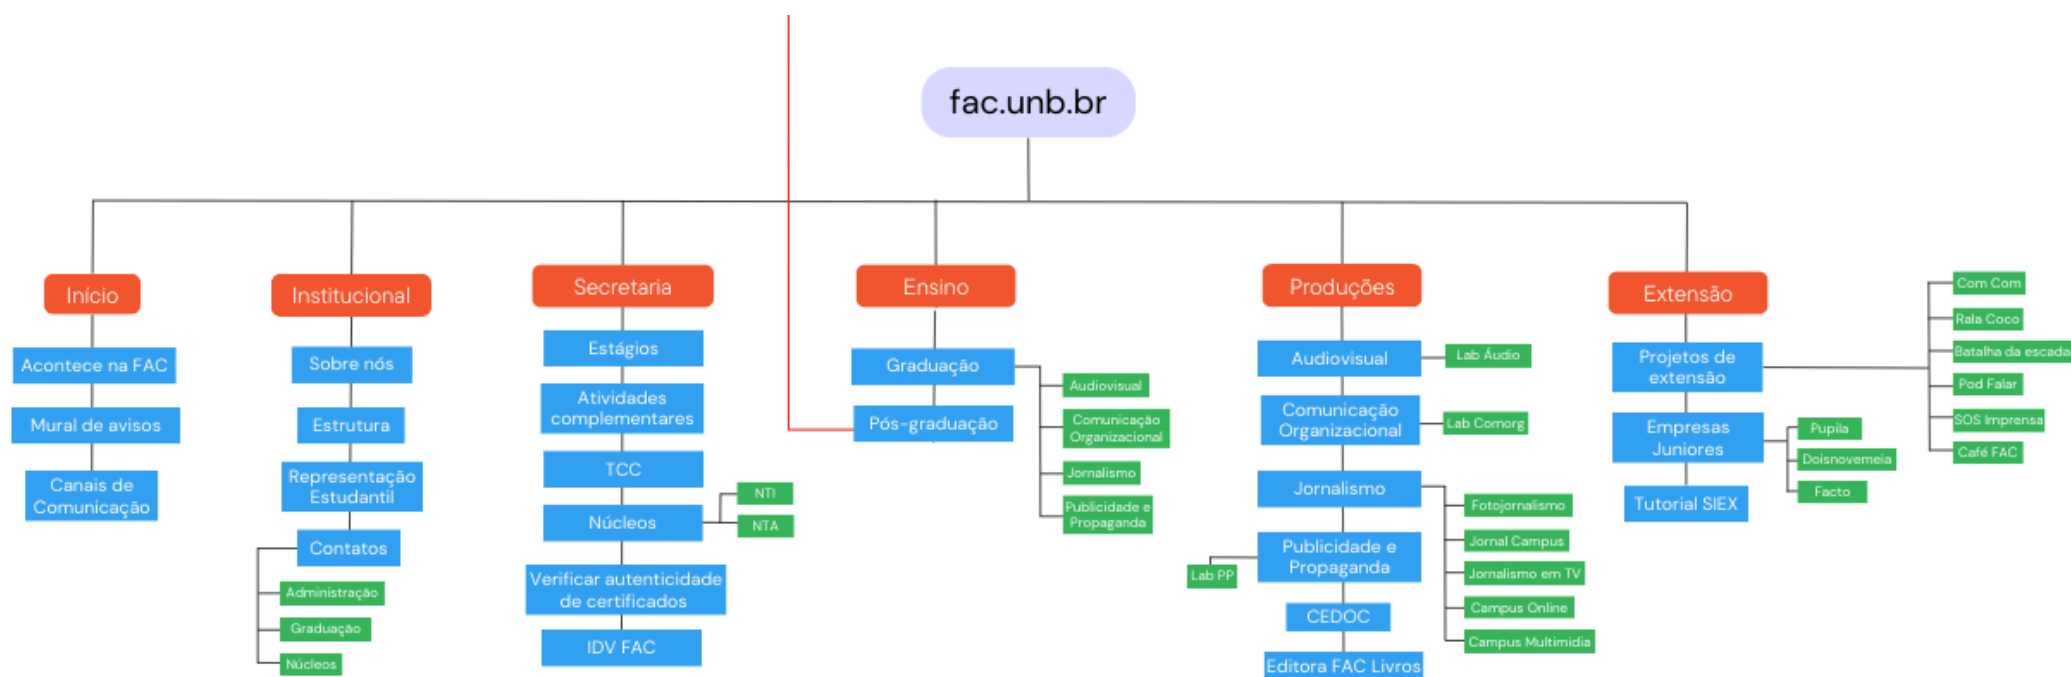 fac.unb.br
Início
Acontece na FAC
Mural de avisos
Canais de
Comunicação
Institucional
Sobre nós
Estrutura
Representação
Estudantil
Contatos
Administração
Graduação
Núcleos
Secretaria
Estágios
Atividades
complementares
TCC
Núcleos
NTI
NTA
Verificar autenticidade
de certificados
IDV FAC
Ensino
Graduação
Audiovisual
Comunicação
Organizacional
Jornalismo
Publicidade e
Propaganda
Pós-graduação
Produções
Audiovisual
Lab Áudio
Comunicação
Organizacional
Lab Comorg
Jornalismo
Fotojornalismo
Jornal Campus
Jornalismo em TV
Campus Online
Campus Multimidia
Publicidade e
Propaganda
Lab PP
CEDOC
Editora FAC Livros
Extensão
Projetos de
extensão
Com Com
Rala Coco
Batalha da escada
Pod Falar
SOS Imprensa
Café FAC
Empresas
Juniores
Pupila
Doisnovemeia
Facto
Tutorial SIEX